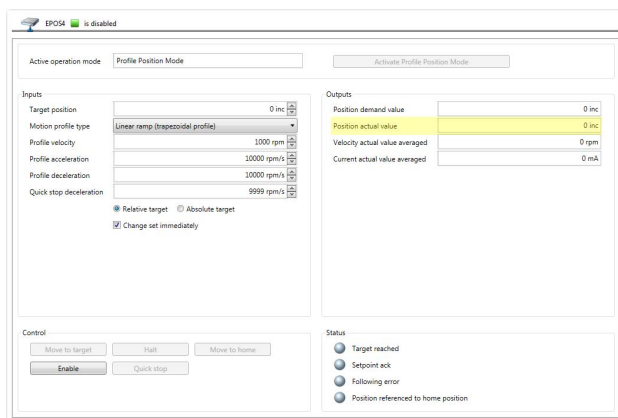 EPOS4 is disabled
Active operation mode Profile Position Mode Activate Profile Position Mode
Inputs
Target position 0 inc
Motion profile type Linear ramp (trapezoidal profile)
Profile velocity 1000 rpm
Profile acceleration 10000 rpm/s
Profile deceleration 10000 rpm/s
Quick stop deceleration 9999 rpm/s
Relative target Absolute target
Change set immediately
Outputs
Position demand value 0 inc
Position actual value 0 inc
Velocity actual value averaged 0 rpm
Current actual value averaged 0 mA
Control
Move to target Halt Move to home
Enable Quick stop
Status
Target reached
Setpoint ack
Following error
Position referenced to home position